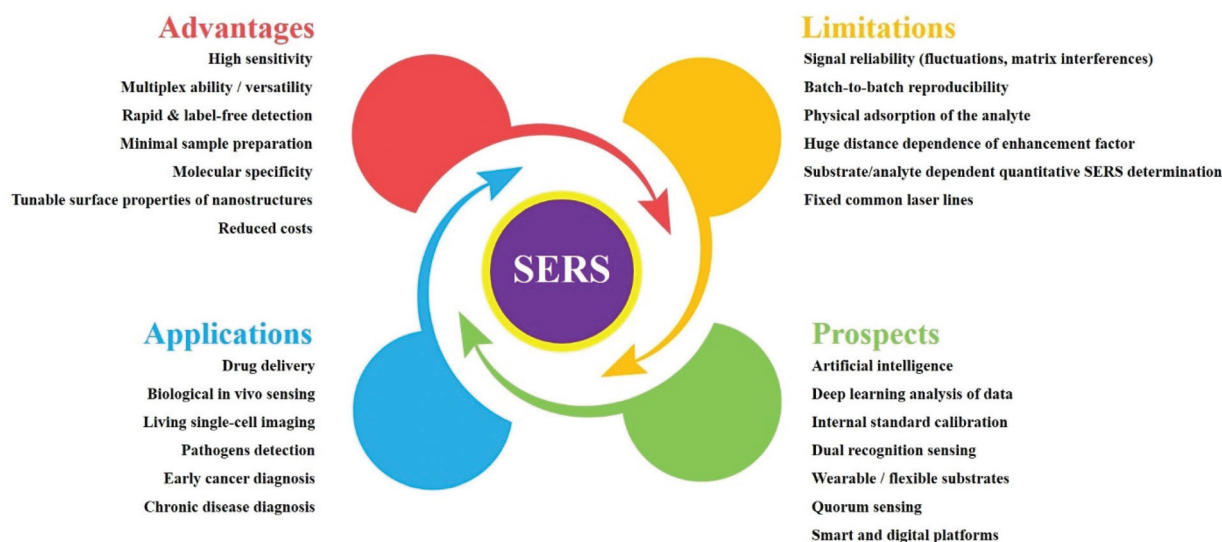 Advantages
High sensitivity
Multiplex ability / versatility
Rapid & label-free detection
Minimal sample preparation
Molecular specificity
Tunable surface properties of nanostructures
Reduced costs
Limitations
Signal reliability (fluctuations, matrix interferences)
Batch-to-batch reproducibility
Physical adsorption of the analyte
Huge distance dependence of enhancement factor
Substrate/analyte dependent quantitative SERS determination
Fixed common laser lines
SERS
Applications
Drug delivery
Biological in vivo sensing
Living single-cell imaging
Pathogens detection
Early cancer diagnosis
Chronic disease diagnosis
Prospects
Artificial intelligence
Deep learning analysis of data
Internal standard calibration
Dual recognition sensing
Wearable / flexible substrates
Quorum sensing
Smart and digital platforms